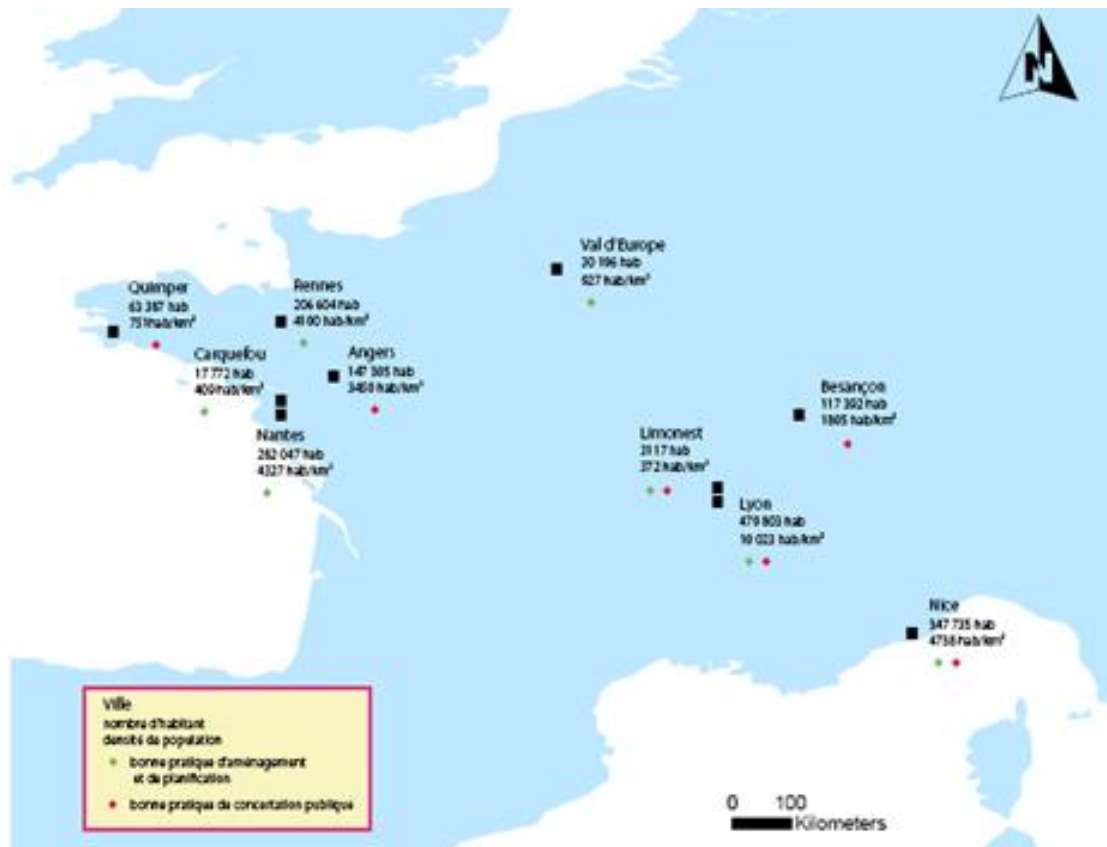 N
Val d'Europe
30 196 hab
927 hab/km²
Quimper
63 387 hab
751hab/km²
Rennes
206 604 hab
4100 hab/km²
Carquefou
17 772 hab
409 hab/km²
Angers
147 305 hab
3450 hab/km²
Nantes
282 047 hab
4327 hab/km²
Besançon
117 392 hab
1805 hab/km²
Limonest
3117 hab
372 hab/km²
Lyon
479 803 hab
10 023 hab/km²
Nice
347 735 hab
4738 hab/km²
Ville
nombre d'habitant
densité de population
bonne pratique d'aménagement
et de planification
bonne pratique de concertation publique
0 100
Kilometers